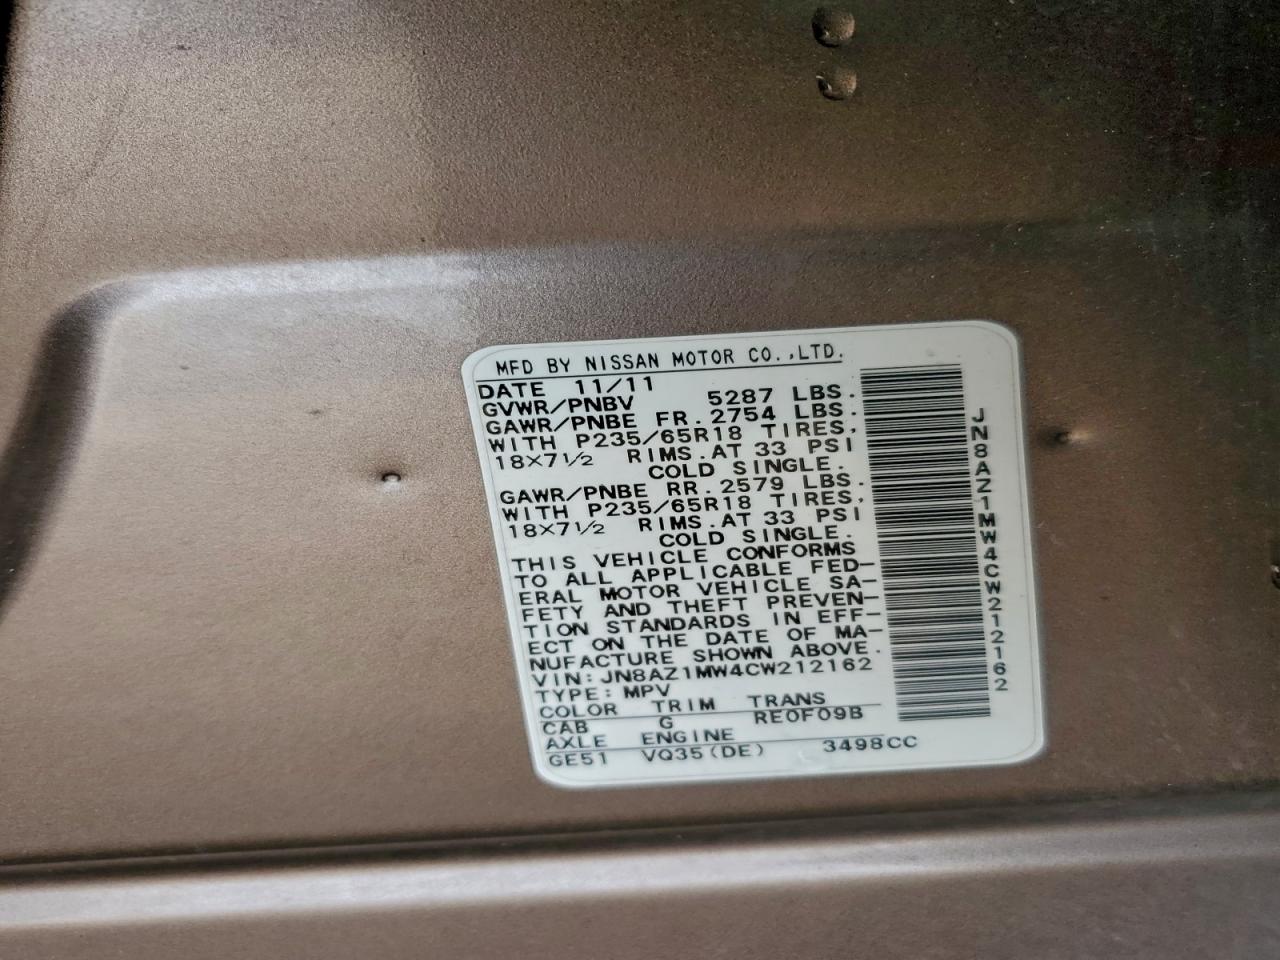 MFD BY NISSAN MOTOR CO.,LTD.
DATE 11/11
GVWR/PNBV 5287 LBS.
GAWR/PNBE FR.2754 LBS.
WITH P235/65R18 TIRES,
18×7½ RIMS.AT 33 PSI
COLD SINGLE.
GAWR/PNBE RR.2579 LBS.
WITH P235/65R18 TIRES,
18×7½ RIMS.AT 33 PSI
COLD SINGLE.
THIS VEHICLE CONFORMS
TO ALL APPLICABLE FED-
ERAL MOTOR VEHICLE SA-
FETY AND THEFT PREVEN-
TION STANDARDS IN EFF-
ECT ON THE DATE OF MA-
NUFACTURE SHOWN ABOVE.
VIN:JN8AZ1MW4CW212162
TYPE:MPV
COLOR TRIM TRANS
CAB G RE0F09B
AXLE ENGINE
GE51 VQ35(DE) 3498CC
JN8AZ1MW4CW212162